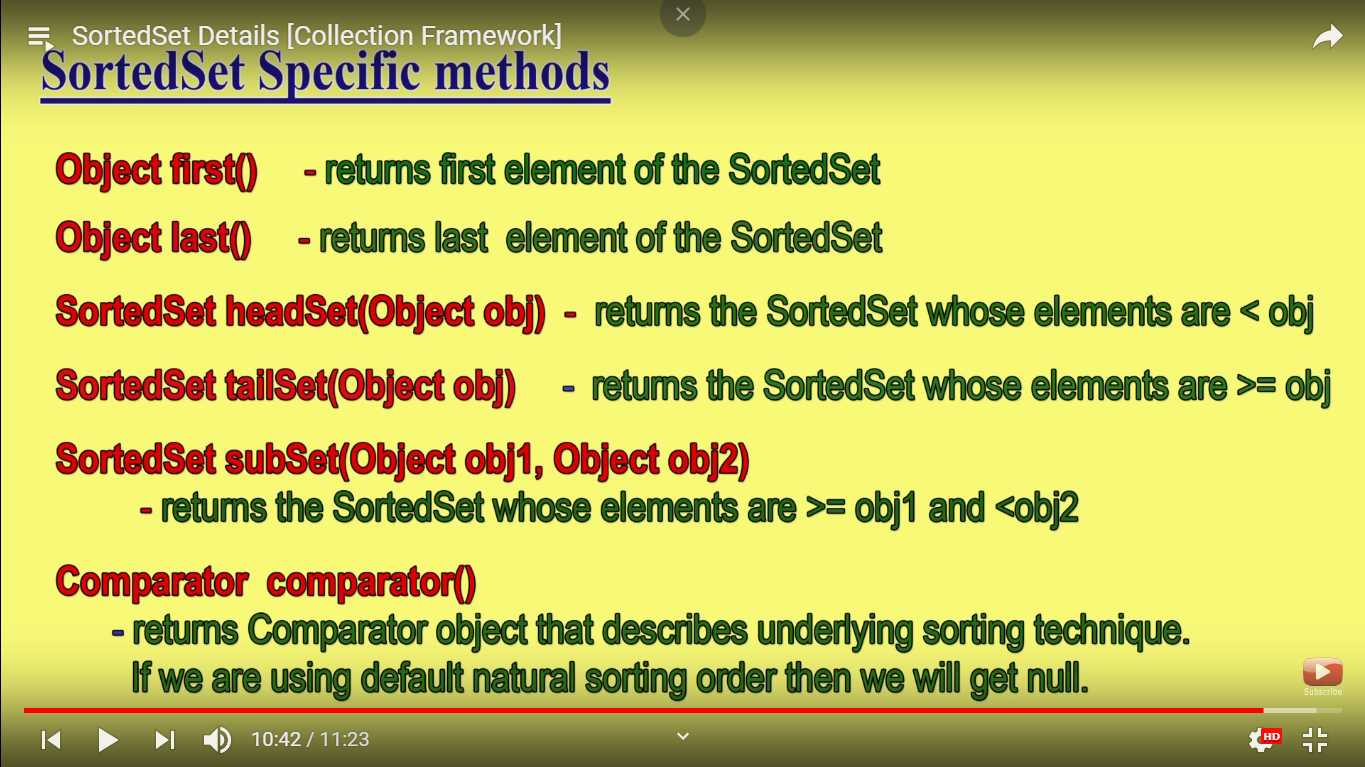 SortedSet Details [Collection Framework]
SortedSet Specific methods
Object first() - returns first element of the SortedSet
Object last() - returns last element of the SortedSet
SortedSet headSet(Object obj) - returns the SortedSet whose elements are < obj
SortedSet tailSet(Object obj) - returns the SortedSet whose elements are >= obj
SortedSet subSet(Object obj1, Object obj2)
- returns the SortedSet whose elements are >= obj1 and <obj2
Comparator comparator()
- returns Comparator object that describes underlying sorting technique.
If we are using default natural sorting order then we will get null.
Subscribe
10:42 / 11:23
HD